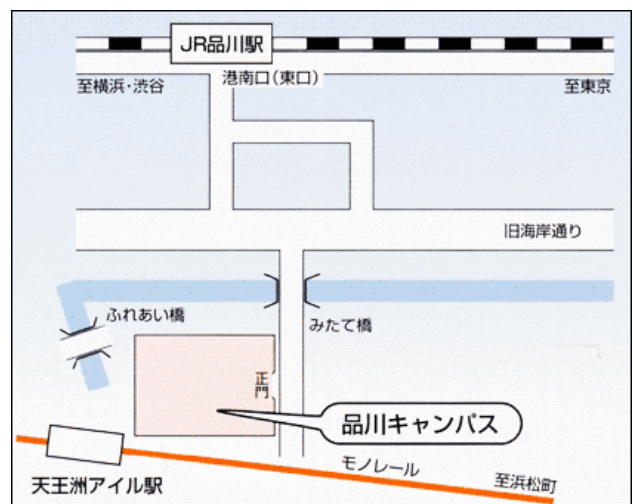 JR品川駅
港南口(東口)
至横浜・渋谷
至東京
旧海岸通り
ふれあい橋
みたて橋
正門
品川キャンパス
モノレール
天王洲アイル駅
至浜松町